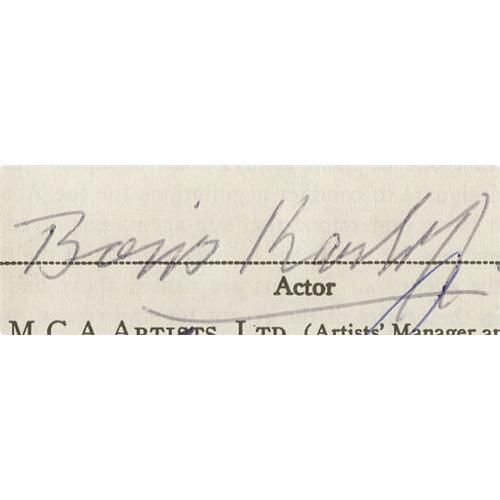 Boris Karloff
Actor
M.C.A ARTISTS, LTD. (Artists' Manager an